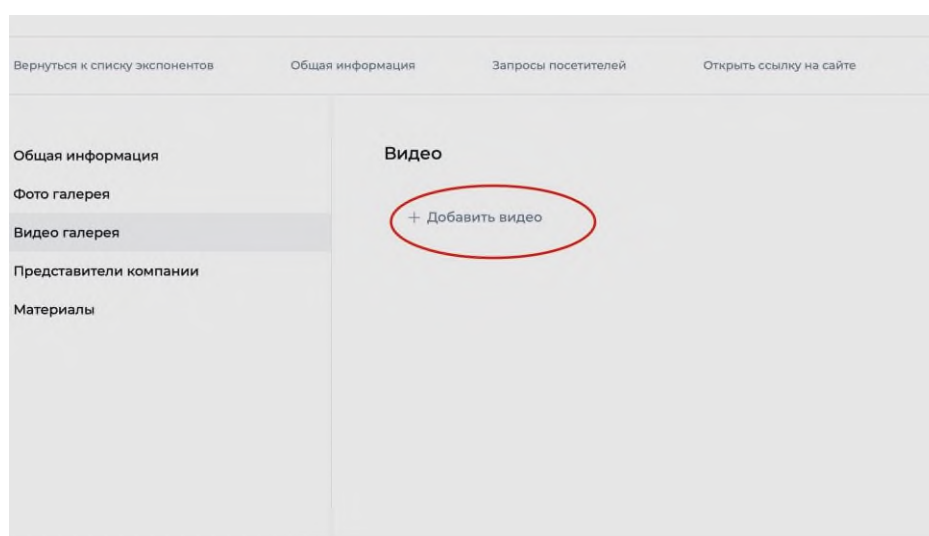 Вернуться к списку экспонентов
Общая информация
Запросы посетителей
Открыть ссылку на сайте
Общая информация
Фото галерея
Видео галерея
Представители компании
Материалы
Видео
+ Добавить видео